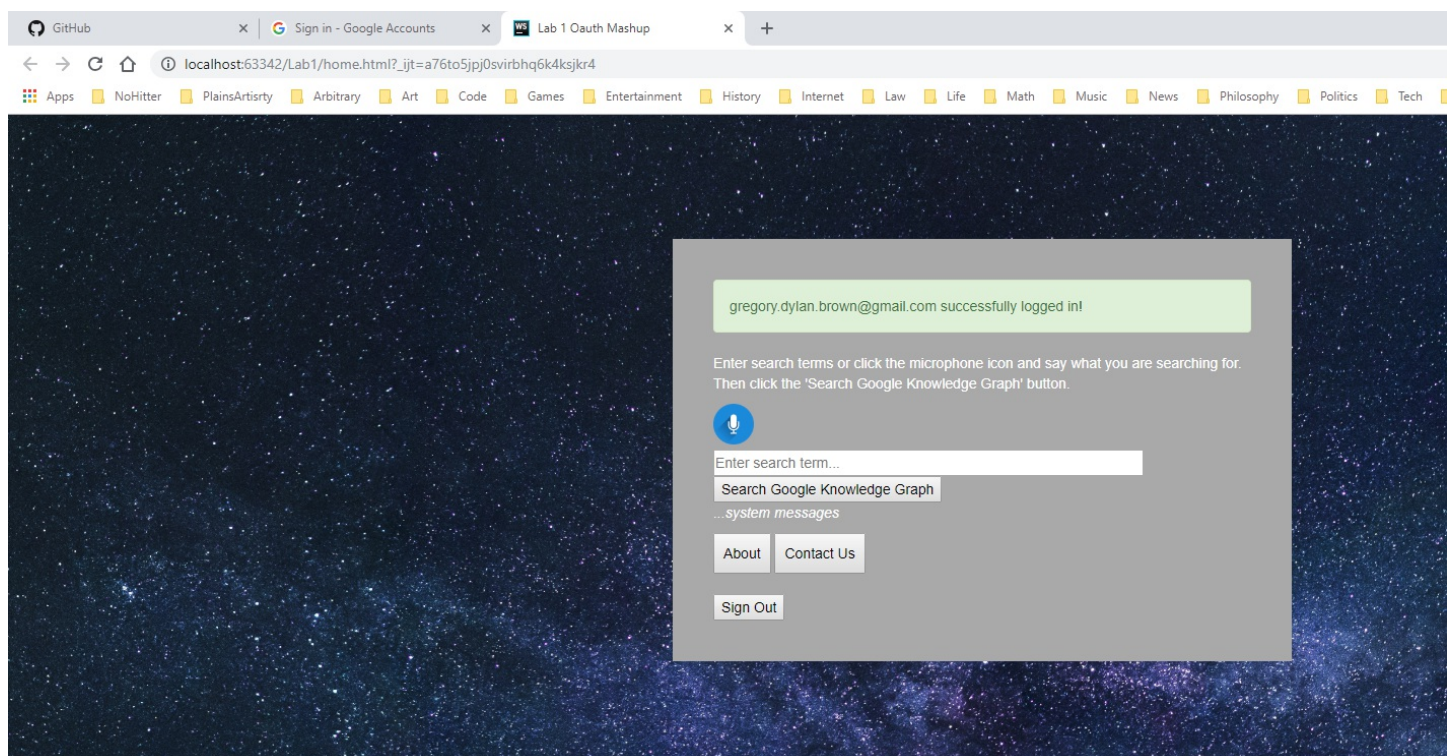 GitHub
Sign in - Google Accounts
WS
Lab 1 Oauth Mashup
localhost:63342/Lab1/home.html?_ijt=a76to5jpj0svirbhq6k4ksjkr4
Apps NoHitter PlainsArtisrty Arbitrary Art Code Games Entertainment History Internet Law Life Math Music News Philosophy Politics Tech
gregory.dylan.brown@gmail.com successfully logged in!
Enter search terms or click the microphone icon and say what you are searching for.
Then click the 'Search Google Knowledge Graph' button.
Enter search term...
Search Google Knowledge Graph
...system messages
About Contact Us
Sign Out